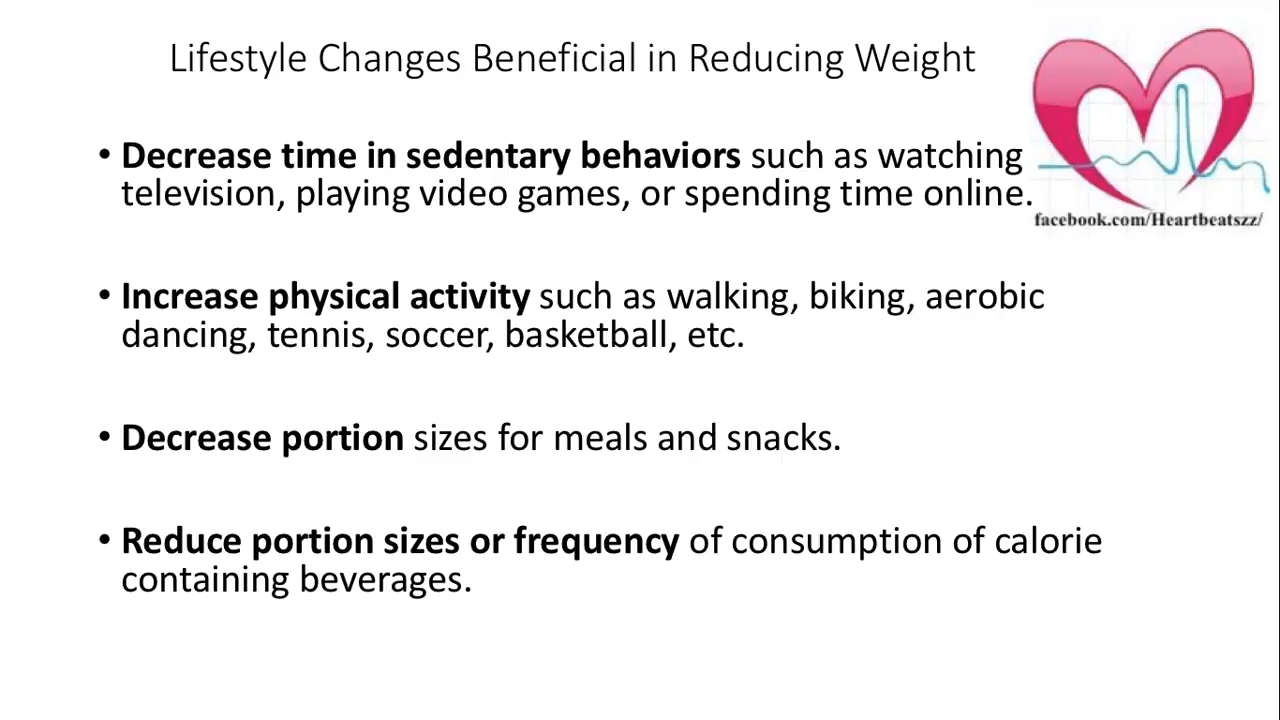 Lifestyle Changes Beneficial in Reducing Weight
• Decrease time in sedentary behaviors such as watching
television, playing video games, or spending time online.
facebook.com/Heartbeatszz/
• Increase physical activity such as walking, biking, aerobic
dancing, tennis, soccer, basketball, etc.
• Decrease portion sizes for meals and snacks.
• Reduce portion sizes or frequency of consumption of calorie
containing beverages.